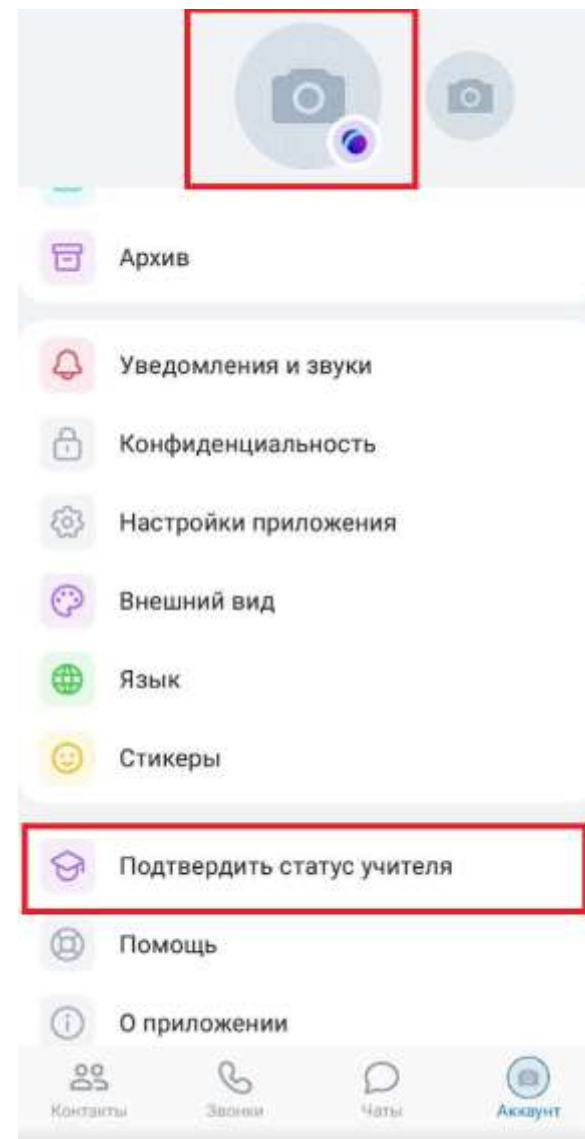 Архив
Уведомления и звуки
Конфиденциальность
Настройки приложения
Внешний вид
Язык
Стикеры
Подтвердить статус учителя
Помощь
О приложении
Контакты
Звонки
Чаты
Аккаунт